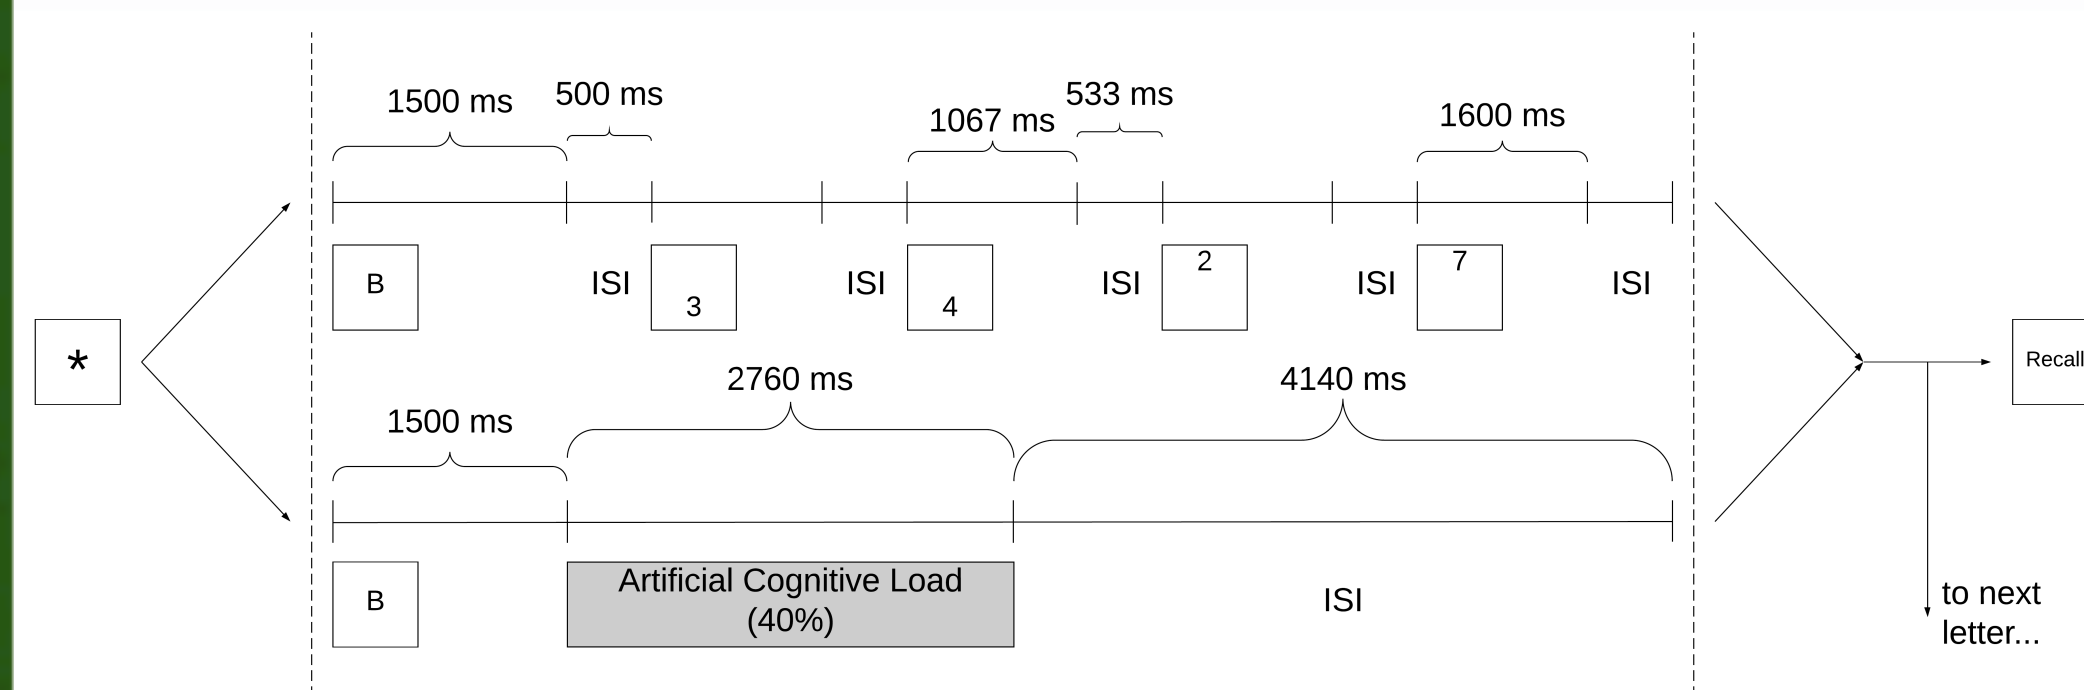 1500 ms
500 ms
1067 ms
533 ms
1600 ms
B
ISI
3
ISI
4
ISI
2
ISI
7
ISI
*
Recall
2760 ms
4140 ms
1500 ms
B
Artificial Cognitive Load
(40%)
ISI
to next
letter...